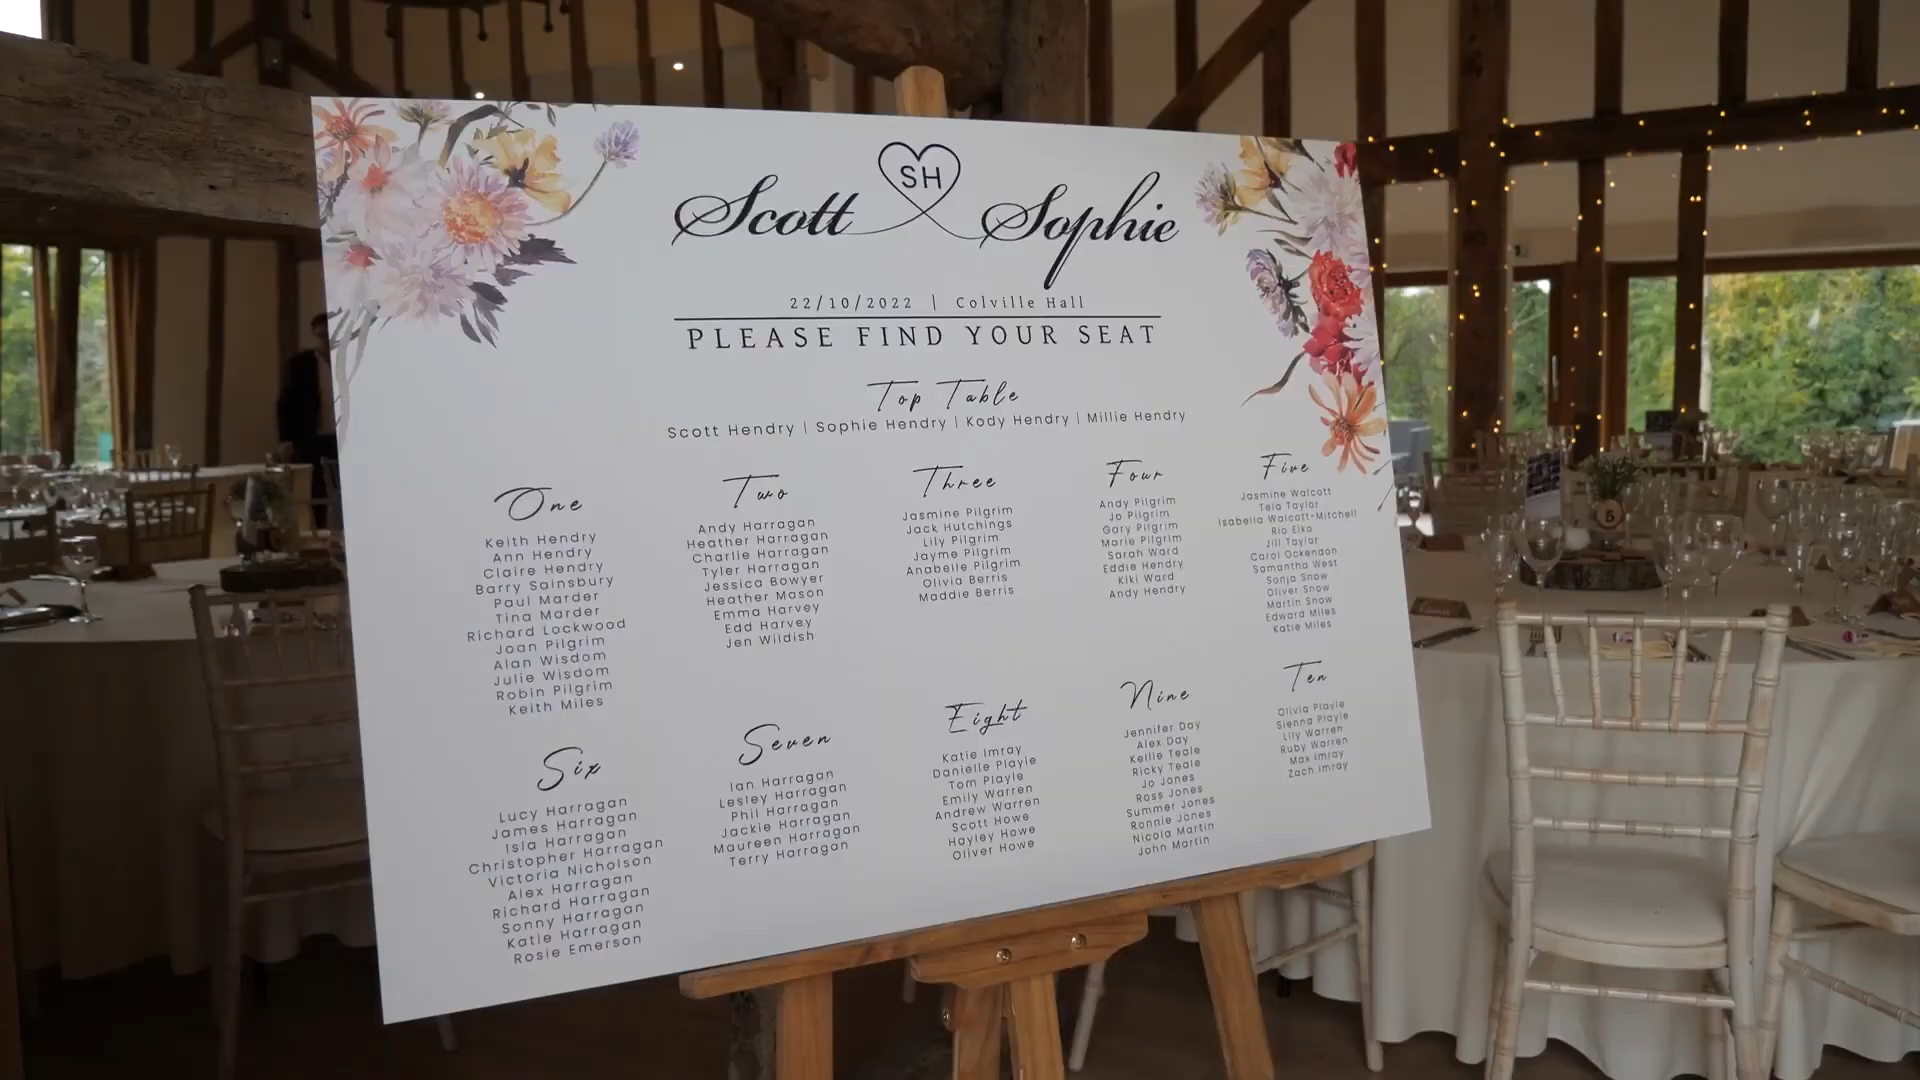 SH
Scott Sophie
22/10/2022 | Colville Hall
PLEASE FIND YOUR SEAT
Top Table
Scott Hendry | Sophie Hendry | Kody Hendry | Millie Hendry
One
Keith Hendry
Ann Hendry
Claire Hendry
Barry Sainsbury
Paul Marder
Tina Marder
Richard Lockwood
Joan Pilgrim
Alan Wisdom
Julie Wisdom
Robin Pilgrim
Keith Miles
Two
Andy Harragan
Heather Harragan
Charlie Harragan
Tyler Harragan
Jessica Bowyer
Heather Mason
Emma Harvey
Edd Harvey
Jen Wildish
Three
Jasmine Pilgrim
Jack Hutchings
Lily Pilgrim
Jayme Pilgrim
Anabelle Pilgrim
Olivia Berris
Maddie Berris
Four
Andy Pilgrim
Jo Pilgrim
Gary Pilgrim
Marie Pilgrim
Sarah Ward
Eddie Hendry
Kiki Ward
Andy Hendry
Five
Jasmine Walcott
Teia Taylor
Isabella Walcott-Mitchell
Rio Elka
Jill Taylor
Carol Ockendon
Samantha West
Sonja Snow
Oliver Snow
Martin Snow
Edward Miles
Katie Miles
Six
Lucy Harragan
James Harragan
Isla Harragan
Christopher Harragan
Victoria Nicholson
Alex Harragan
Richard Harragan
Sonny Harragan
Katie Harragan
Rosie Emerson
Seven
Ian Harragan
Lesley Harragan
Phil Harragan
Jackie Harragan
Maureen Harragan
Terry Harragan
Eight
Katie Imray
Danielle Playle
Tom Playle
Emily Warren
Andrew Warren
Scott Howe
Hayley Howe
Oliver Howe
Nine
Jennifer Day
Alex Day
Kellie Teale
Ricky Teale
Jo Jones
Ross Jones
Summer Jones
Ronnie Jones
Nicola Martin
John Martin
Ten
Olivia Playle
Sienna Playle
Lily Warren
Ruby Warren
Max Imray
Zach Imray
5